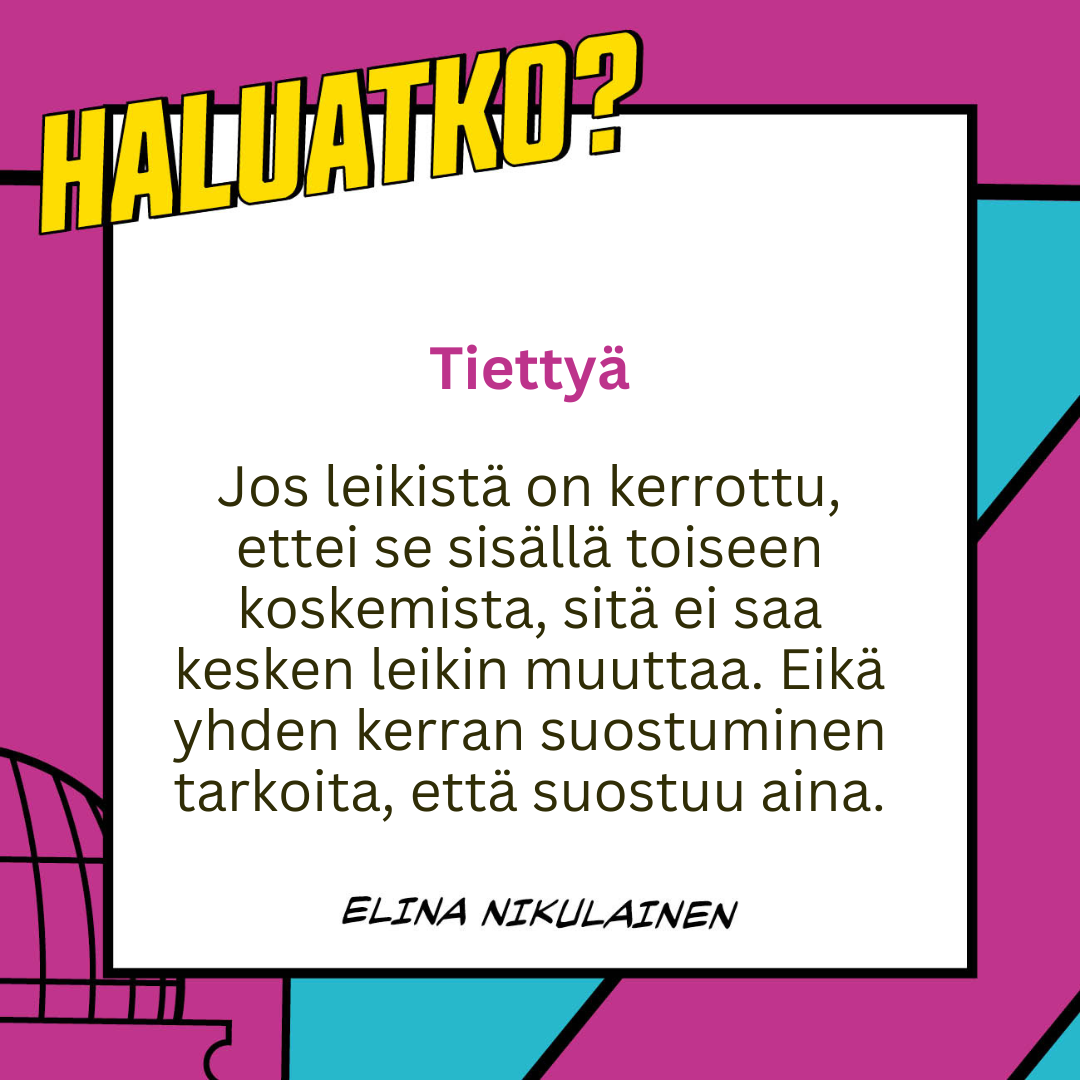 HALUATKO?
Tiettyä
Jos leikistä on kerrottu,
ettei se sisällä toiseen
koskemista, sitä ei saa
kesken leikin muuttaa. Eikä
yhden kerran suostuminen
tarkoita, että suostuu aina.
ELINA NIKULAINEN